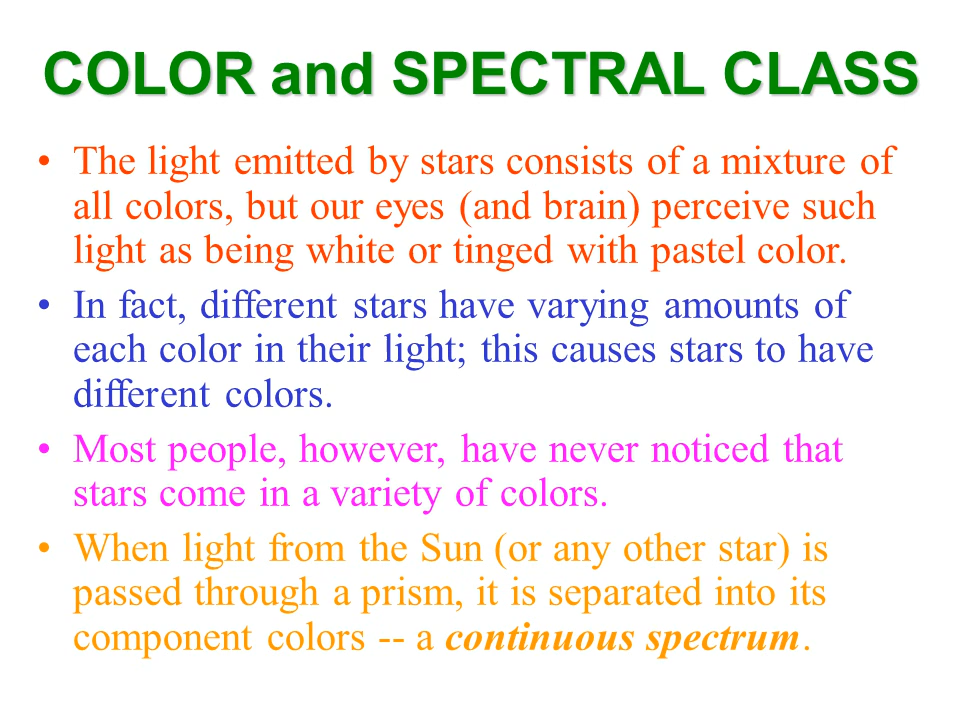 COLOR and SPECTRAL CLASS
• The light emitted by stars consists of a mixture of
all colors, but our eyes (and brain) perceive such
light as being white or tinged with pastel color.
• In fact, different stars have varying amounts of
each color in their light; this causes stars to have
different colors.
• Most people, however, have never noticed that
stars come in a variety of colors.
• When light from the Sun (or any other star) is
passed through a prism, it is separated into its
component colors -- a continuous spectrum.